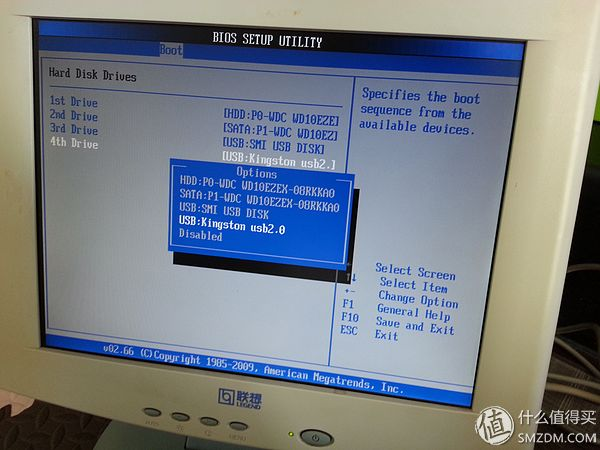 BIOS SETUP UTILITY
Boot
Hard Disk Drives
1st Drive [HDD:P0-WDC WD10EZE]
2nd Drive [SATA:P1-WDC WD10EZ]
3rd Drive [USB:SMI USB DISK]
4th Drive [USB:Kingston usb2.]
Options
HDD:P0-WDC WD10EZEX-08RKKA0
SATA:P1-WDC WD10EZEX-08RKKA0
USB:SMI USB DISK
USB:Kingston usb2.0
Disabled
Specifies the boot
sequence from the
available devices.
Select Screen
↑↓ Select Item
+- Change Option
F1 General Help
F10 Save and Exit
ESC Exit
v02.66 (C)Copyright 1985-2009, American Megatrends, Inc.
联想
LEGEND
MENU
值 什么值得买
SMZDM.COM